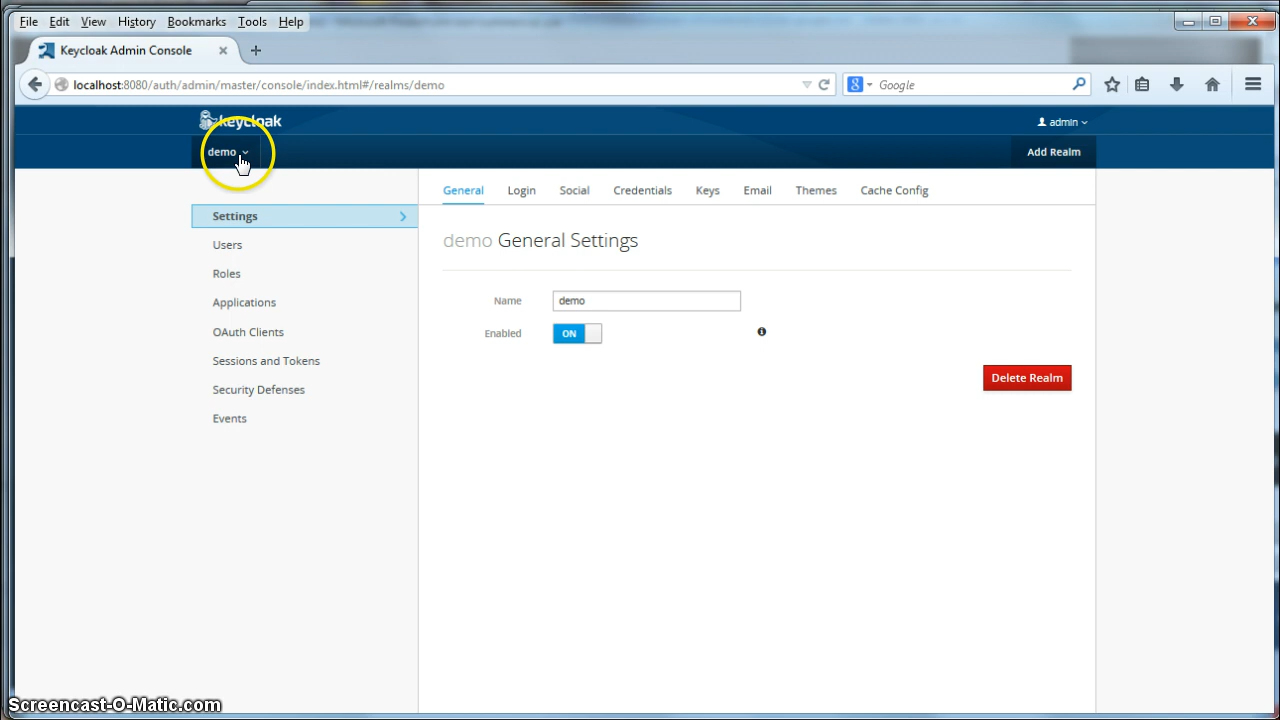 File Edit View History Bookmarks Tools Help
Keycloak Admin Console
localhost:8080/auth/admin/master/console/index.html#/realms/demo
Google
keycloak
admin
demo
Add Realm
General Login Social Credentials Keys Email Themes Cache Config
Settings
Users
Roles
Applications
OAuth Clients
Sessions and Tokens
Security Defenses
Events
demo General Settings
Name demo
Enabled ON
Delete Realm
Screencast-O-Matic.com